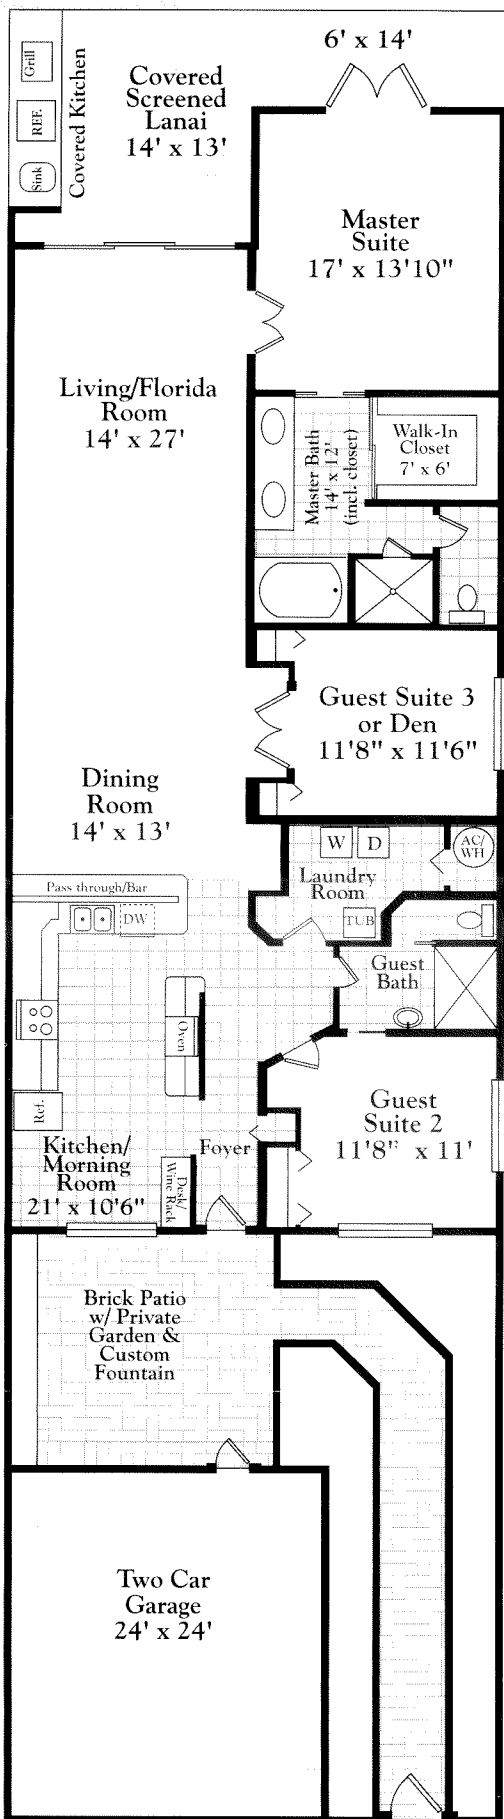 6' x 14'
Grill
REF.
Sink
Covered Kitchen
Covered
Screened
Lanai
14' x 13'
Master
Suite
17' x 13'10"
Living/Florida
Room
14' x 27'
Master Bath
14' x 12'
(incl. closet)
Walk-In
Closet
7' x 6'
Guest Suite 3
or Den
11'8" x 11'6"
Dining
Room
14' x 13'
W
D
AC/
WH
Laundry
Room
TUB
Pass through/Bar
DW
Guest
Bath
Oven
Ref.
Guest
Suite 2
11'8" x 11'
Kitchen/
Morning
Room
21' x 10'6"
Foyer
Desk/
Wine Rack
Brick Patio
w/ Private
Garden &
Custom
Fountain
Two Car
Garage
24' x 24'